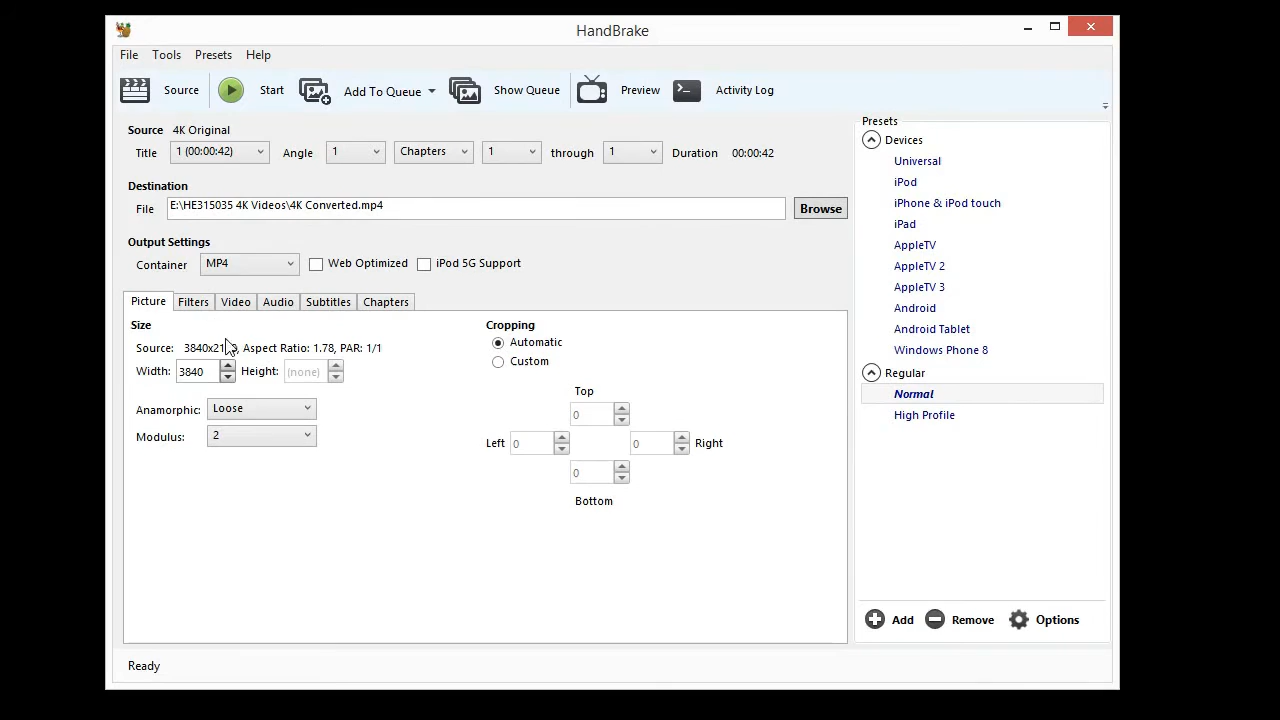 HandBrake
File Tools Presets Help
Source Start Add To Queue Show Queue Preview Activity Log
Source 4K Original
Title 1 (00:00:42) Angle 1 Chapters 1 through 1 Duration 00:00:42
Destination
File E:\HE315035 4K Videos\4K Converted.mp4 Browse
Output Settings
Container MP4 Web Optimized iPod 5G Support
Picture Filters Video Audio Subtitles Chapters
Size
Source: Aspect Ratio: 1.78, PAR: 1/1
Width: 3840 Height: (none)
Anamorphic: Loose
Modulus: 2
Cropping
Automatic
Custom
Top
0
Left 0 0 Right
0
Bottom
Presets
Devices
Universal
iPod
iPhone & iPod touch
iPad
AppleTV
AppleTV 2
AppleTV 3
Android
Android Tablet
Windows Phone 8
Regular
Normal
High Profile
Add Remove Options
Ready